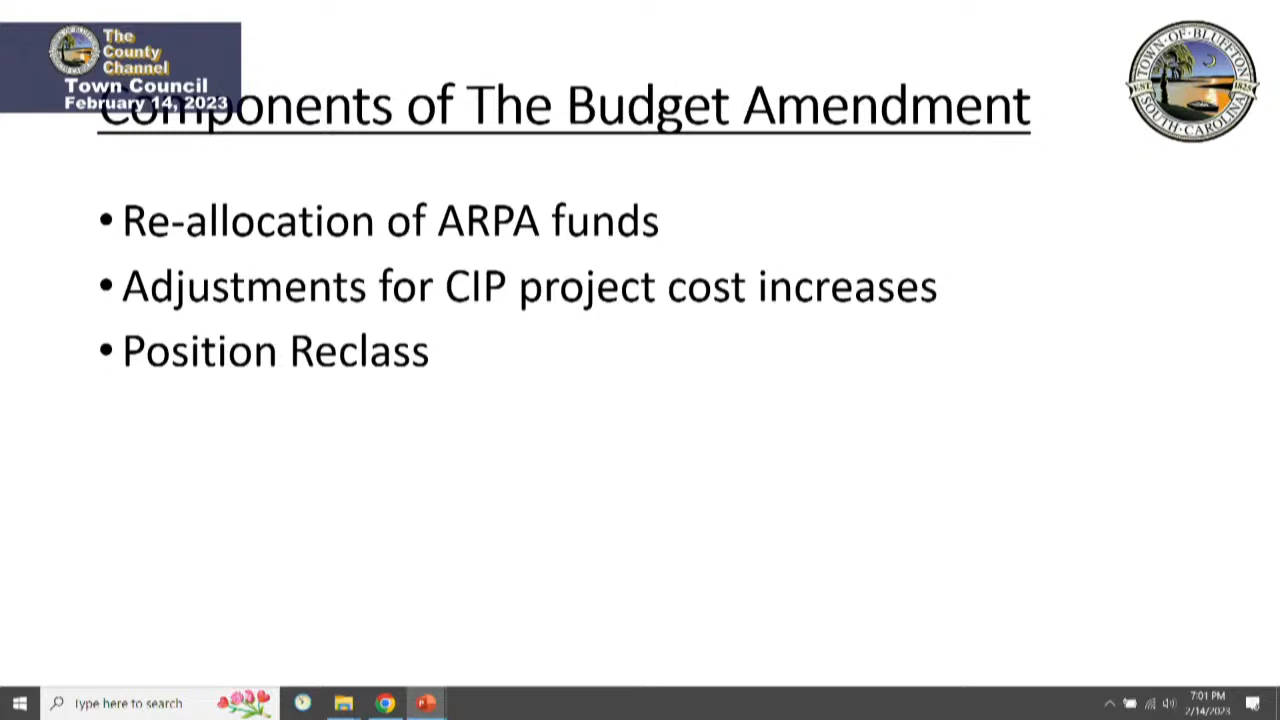 The
County
Channel
Town Council
February 14, 2023
Components of The Budget Amendment
TOWN OF BLUFFTON
EST. 1825
SOUTH CAROLINA
• Re-allocation of ARPA funds
• Adjustments for CIP project cost increases
• Position Reclass
Type here to search
7:01 PM
2/14/2023